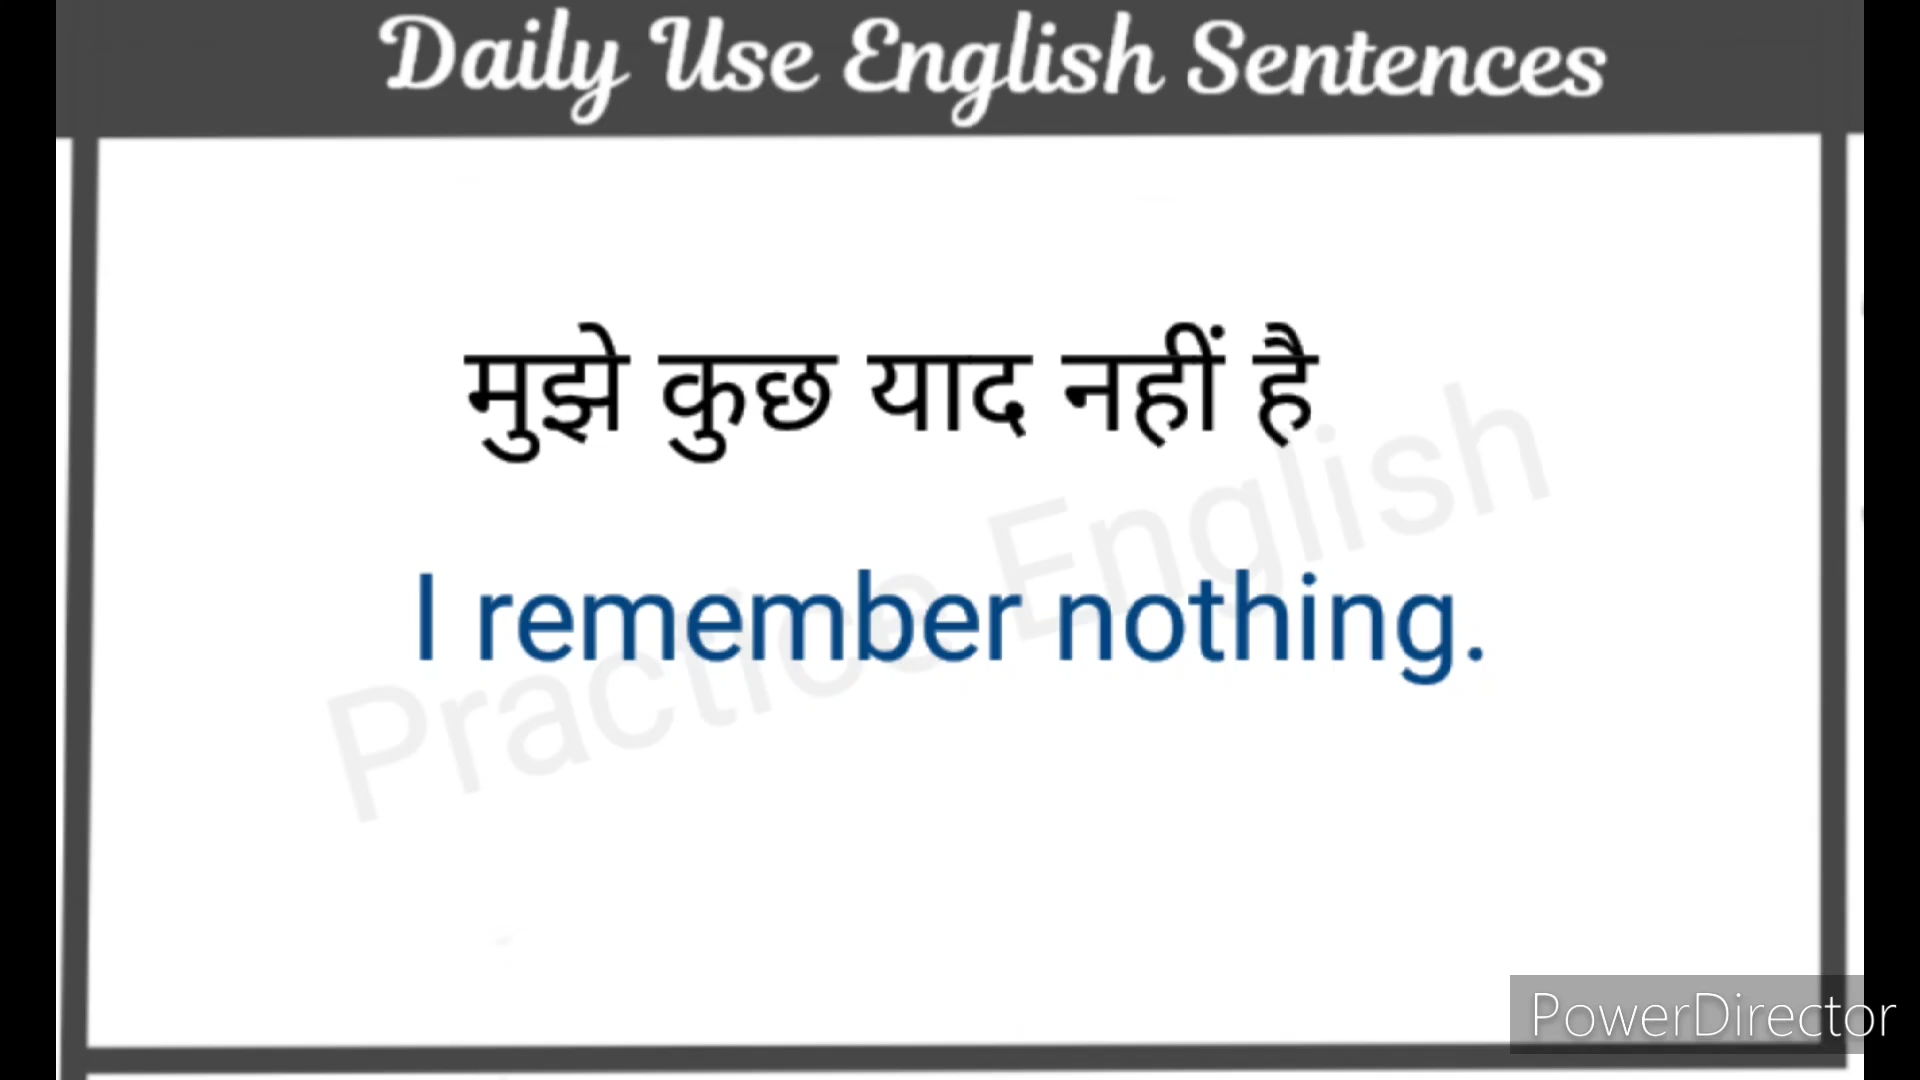 Daily Use English Sentences
मुझे कुछ याद नहीं है
I remember nothing.
Practice English
PowerDirector